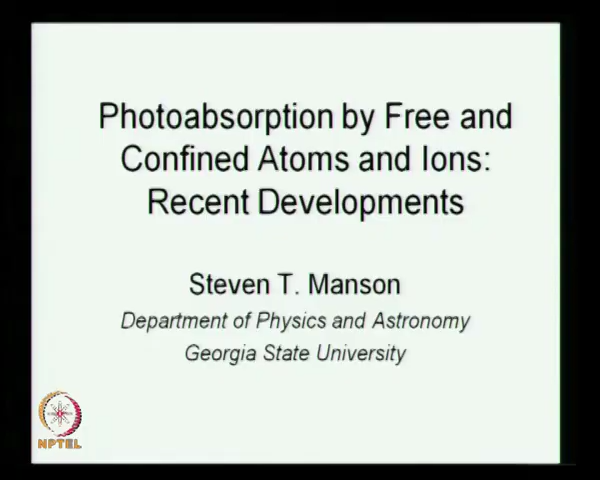 Photoabsorption by Free and
Confined Atoms and Ions:
Recent Developments
Steven T. Manson
Department of Physics and Astronomy
Georgia State University
NPTEL